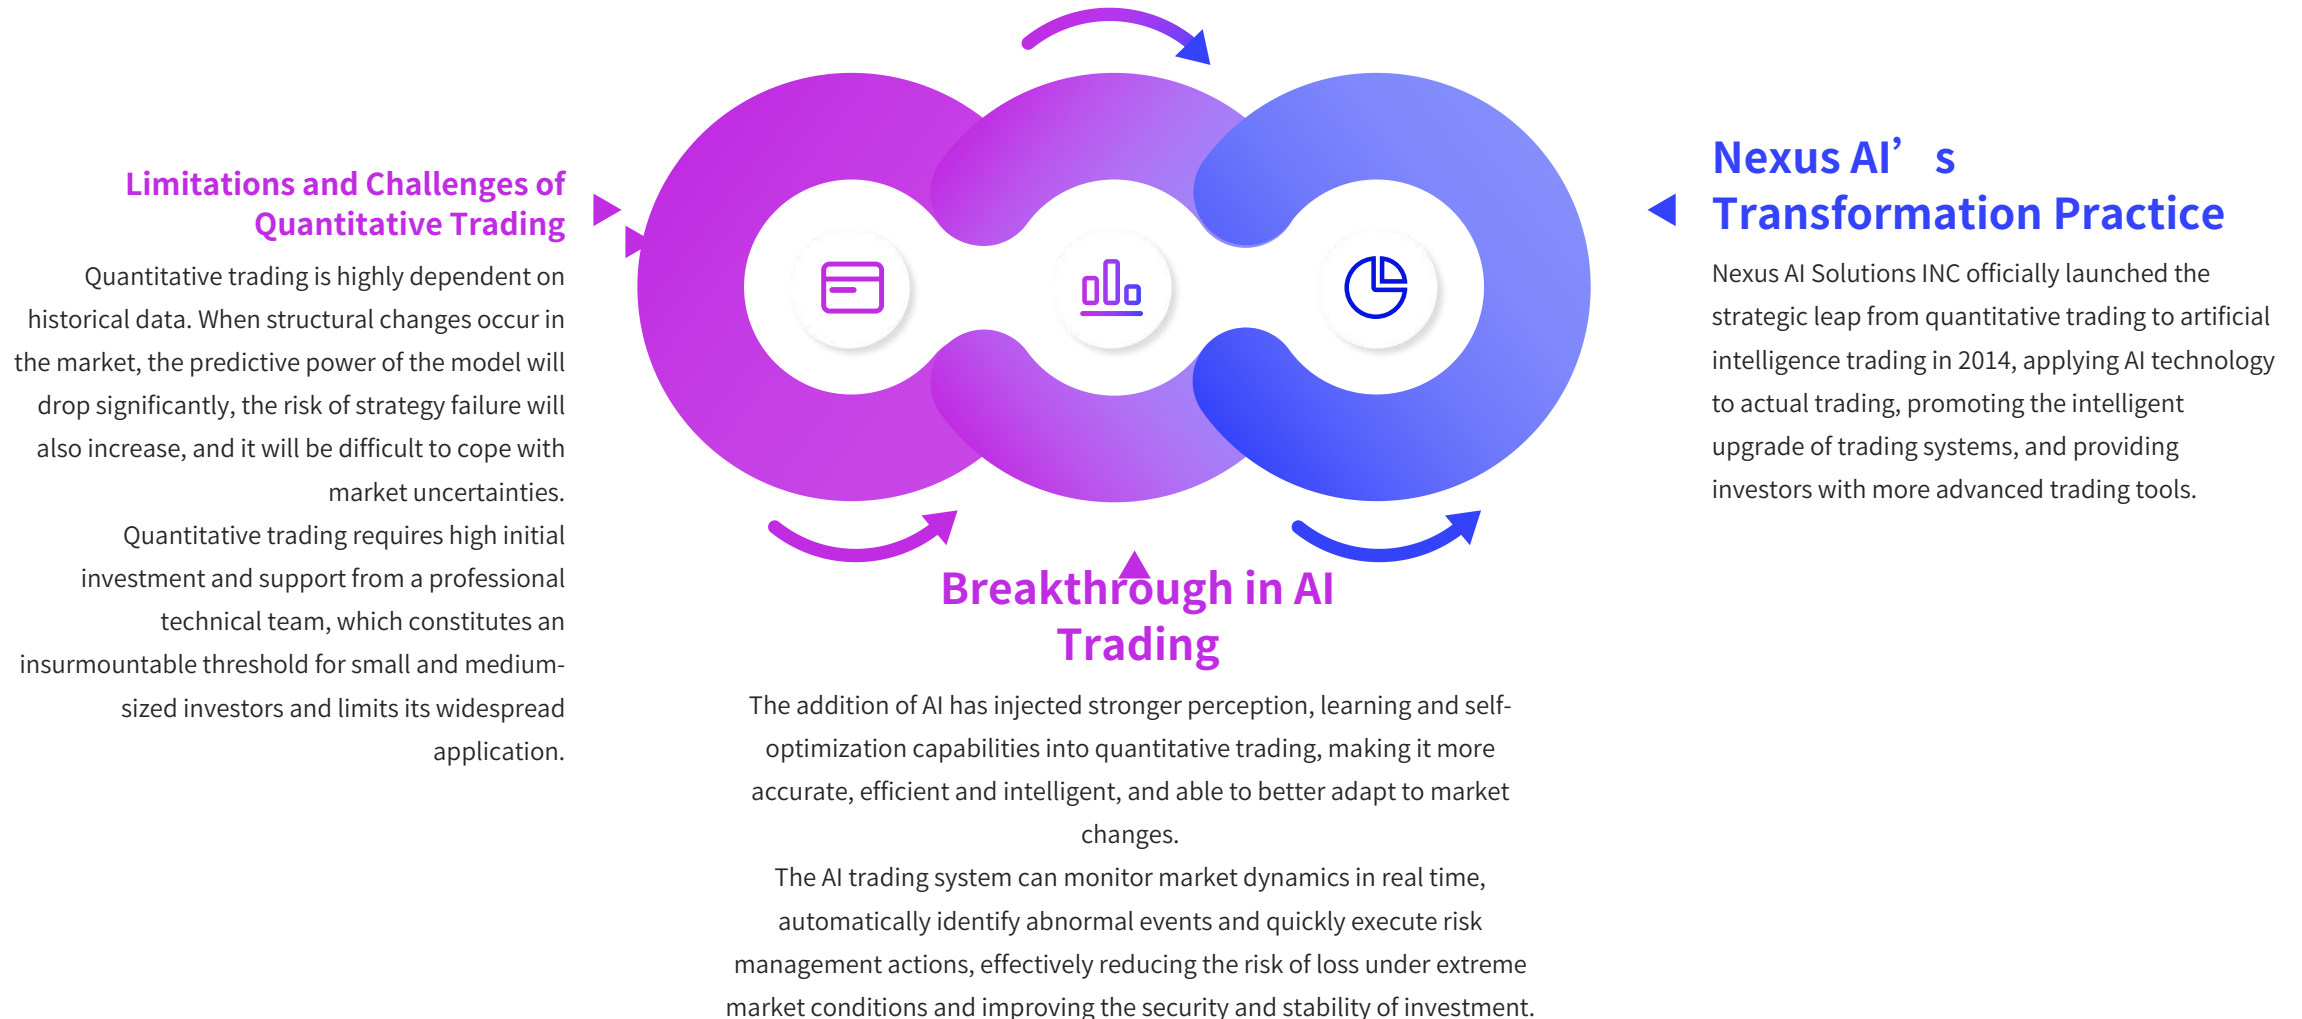 Limitations and Challenges of
Quantitative Trading
Quantitative trading is highly dependent on
historical data. When structural changes occur in
the market, the predictive power of the model will
drop significantly, the risk of strategy failure will
also increase, and it will be difficult to cope with
market uncertainties.
Quantitative trading requires high initial
investment and support from a professional
technical team, which constitutes an
insurmountable threshold for small and medium-
sized investors and limits its widespread
application.
Breakthrough in AI
Trading
The addition of AI has injected stronger perception, learning and self-
optimization capabilities into quantitative trading, making it more
accurate, efficient and intelligent, and able to better adapt to market
changes.
The AI trading system can monitor market dynamics in real time,
automatically identify abnormal events and quickly execute risk
management actions, effectively reducing the risk of loss under extreme
market conditions and improving the security and stability of investment.
Nexus AI’s
Transformation Practice
Nexus AI Solutions INC officially launched the
strategic leap from quantitative trading to artificial
intelligence trading in 2014, applying AI technology
to actual trading, promoting the intelligent
upgrade of trading systems, and providing
investors with more advanced trading tools.